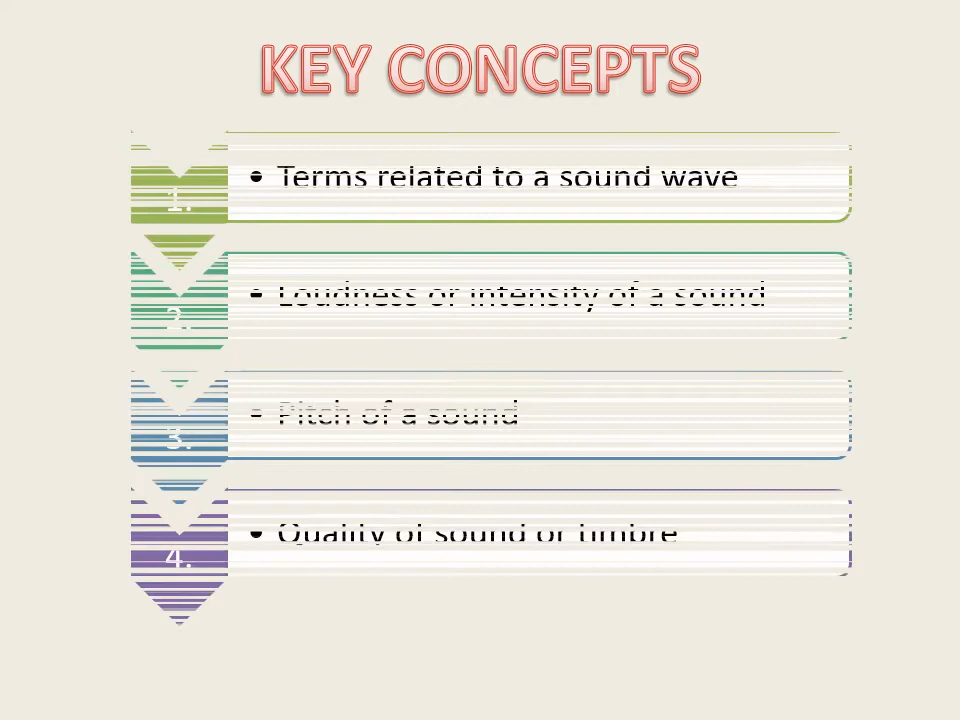 KEY CONCEPTS
1.
• Terms related to a sound wave
2.
• Loudness or intensity of a sound
3.
• Pitch of a sound
4.
• Quality of sound or timbre